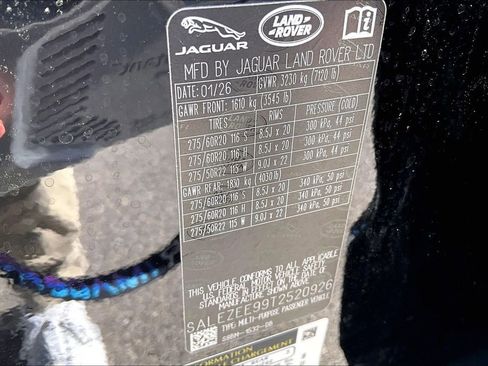 JAGUAR
LAND
ROVER
MFD BY JAGUAR LAND ROVER LTD
DATE: 01/26 GVWR 3230 kg (7120 lb)
GAWR FRONT: 1610 kg (3545 lb)
TIRES RIMS PRESSURE (COLD)
275/60R20 116 S 8.5J x 20 300 kPa, 44 psi
275/60R20 116 H 8.5J x 20 300 kPa, 44 psi
275/50R22 115 W 9.0J x 22 300 kPa, 44 psi
GAWR REAR: 1830 kg (4030lb)
275/60R20 116 S 8.5J x 20 340 kPa, 50 psi
275/60R20 116 H 8.5J x 20 340 kPa, 50 psi
275/50R22 115 W 9.0J x 22 340 kPa, 50 psi
THIS VEHICLE CONFORMS TO ALL APPLICABLE
U.S. FEDERAL MOTOR VEHICLE SAFETY
STANDARDS IN EFFECT ON THE DATE OF
MANUFACTURE SHOWN ABOVE
SALEZEE99T2520926
TYPE: MULTI-PURPOSE PASSENGER VEHICLE